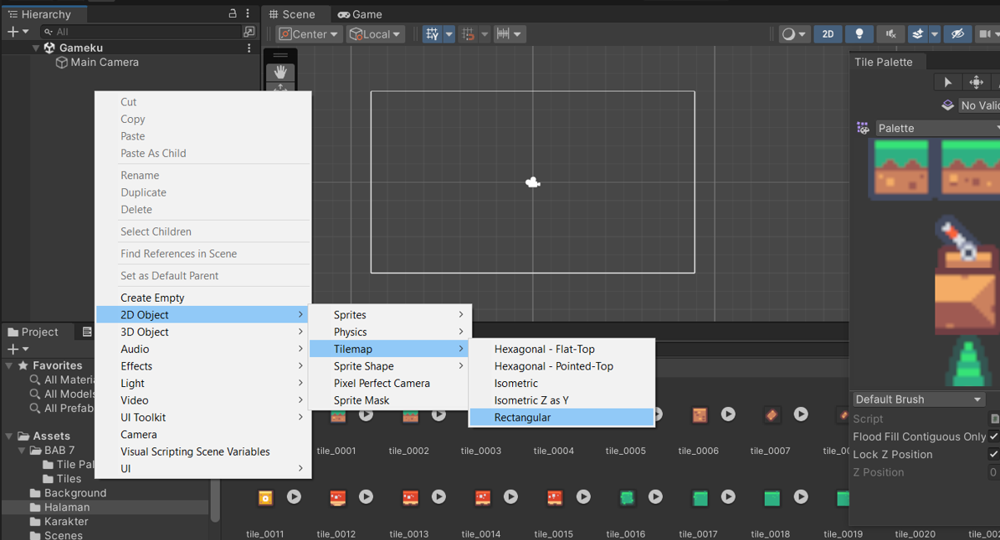 Hierarchy
All
Gameku
Main Camera
Scene
Game
Center
Local
2D
Tile Palette
No Valid
Palette
Cut
Copy
Paste
Paste As Child
Rename
Duplicate
Delete
Select Children
Find References in Scene
Set as Default Parent
Create Empty
2D Object
3D Object
Audio
Effects
Light
Video
UI Toolkit
Camera
Visual Scripting Scene Variables
UI
Sprites
Physics
Tilemap
Sprite Shape
Pixel Perfect Camera
Sprite Mask
Hexagonal - Flat-Top
Hexagonal - Pointed-Top
Isometric
Isometric Z as Y
Rectangular
Default Brush
Script
Flood Fill Contiguous Only
Lock Z Position
Z Position
0
Project
Favorites
All Materi
All Models
All Prefab
Assets
BAB 7
Tile Pal
Tiles
Background
Halaman
Karakter
Scenes
tile_0001
tile_0002
tile_0003
tile_0004
tile_0005
tile_0006
tile_0007
tile_00
tile_0011
tile_0012
tile_0013
tile_0014
tile_0015
tile_0016
tile_0017
tile_0018
tile_0019
tile_0020
tile_002